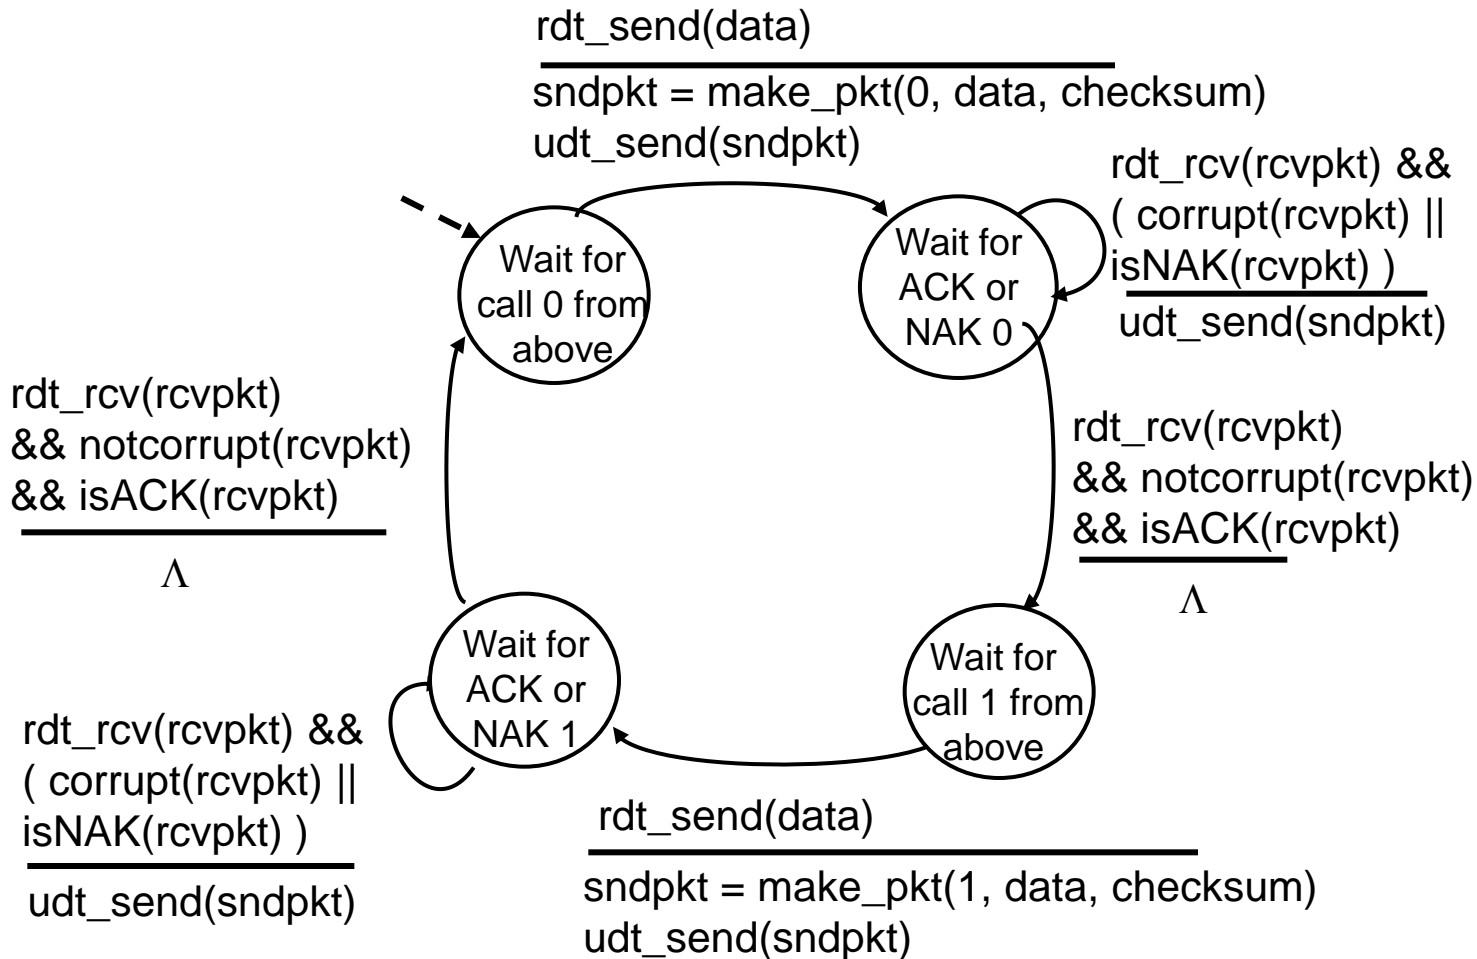 rdt_send(data)
sndpkt = make_pkt(0, data, checksum)
udt_send(sndpkt)
rdt_rcv(rcvpkt) &&
( corrupt(rcvpkt) ||
isNAK(rcvpkt) )
udt_send(sndpkt)
Wait for
call 0 from
above
Wait for
ACK or
NAK 0
rdt_rcv(rcvpkt)
&& notcorrupt(rcvpkt)
&& isACK(rcvpkt)
Λ
rdt_rcv(rcvpkt)
&& notcorrupt(rcvpkt)
&& isACK(rcvpkt)
Λ
Wait for
ACK or
NAK 1
Wait for
call 1 from
above
rdt_rcv(rcvpkt) &&
( corrupt(rcvpkt) ||
isNAK(rcvpkt) )
udt_send(sndpkt)
rdt_send(data)
sndpkt = make_pkt(1, data, checksum)
udt_send(sndpkt)